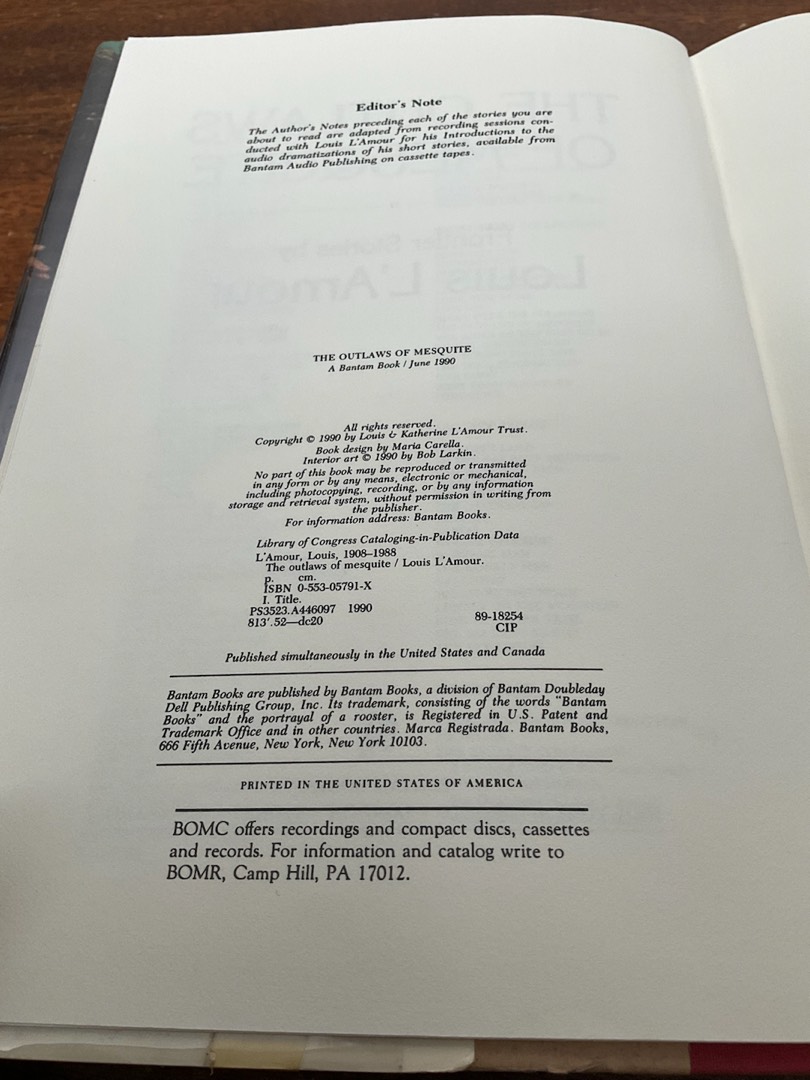 Editor's Note
The Author's Notes preceding each of the stories you are
about to read are adapted from recording sessions con-
ducted with Louis L'Amour for his Introductions to the
audio dramatizations of his short stories, available from
Bantam Audio Publishing on cassette tapes.
THE OUTLAWS OF MESQUITE
A Bantam Book / June 1990
All rights reserved.
Copyright © 1990 by Louis & Katherine L'Amour Trust.
Book design by Maria Carella.
Interior art © 1990 by Bob Larkin.
No part of this book may be reproduced or transmitted
in any form or by any means, electronic or mechanical,
including photocopying, recording, or by any information
storage and retrieval system, without permission in writing from
the publisher.
For information address: Bantam Books.
Library of Congress Cataloging-in-Publication Data
L'Amour, Louis, 1908-1988
The outlaws of mesquite / Louis L'Amour.
p. cm.
ISBN 0-553-05791-X
I. Title.
PS3523.A446097 1990
813'.52—dc20
89-18254
CIP
Published simultaneously in the United States and Canada
Bantam Books are published by Bantam Books, a division of Bantam Doubleday
Dell Publishing Group, Inc. Its trademark, consisting of the words "Bantam
Books" and the portrayal of a rooster, is Registered in U.S. Patent and
Trademark Office and in other countries. Marca Registrada. Bantam Books,
666 Fifth Avenue, New York, New York 10103.
PRINTED IN THE UNITED STATES OF AMERICA
BOMC offers recordings and compact discs, cassettes
and records. For information and catalog write to
BOMR, Camp Hill, PA 17012.